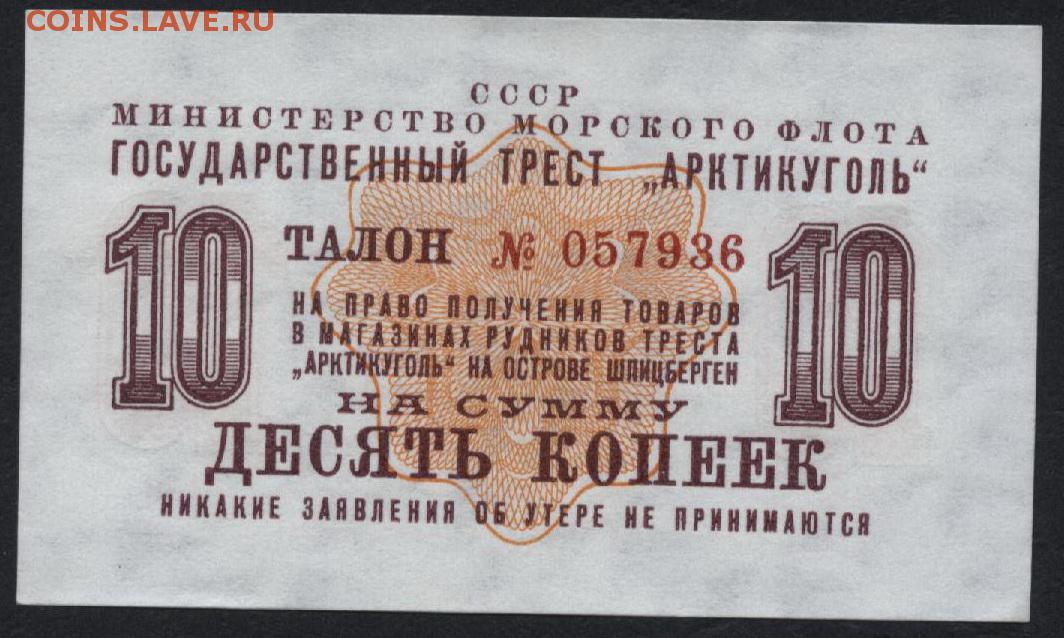 COINS.LAVE.RU
СССР
МИНИСТЕРСТВО МОРСКОГО ФЛОТА
ГОСУДАРСТВЕННЫЙ ТРЕСТ „АРКТИКУГОЛЬ“
10 ТАЛОН № 057936 10
НА ПРАВО ПОЛУЧЕНИЯ ТОВАРОВ
В МАГАЗИНАХ РУДНИКОВ ТРЕСТА
„АРКТИКУГОЛЬ“ НА ОСТРОВЕ ШПИЦБЕРГЕН
НА СУММУ
ДЕСЯТЬ КОПЕЕК
НИКАКИЕ ЗАЯВЛЕНИЯ ОБ УТЕРЕ НЕ ПРИНИМАЮТСЯ